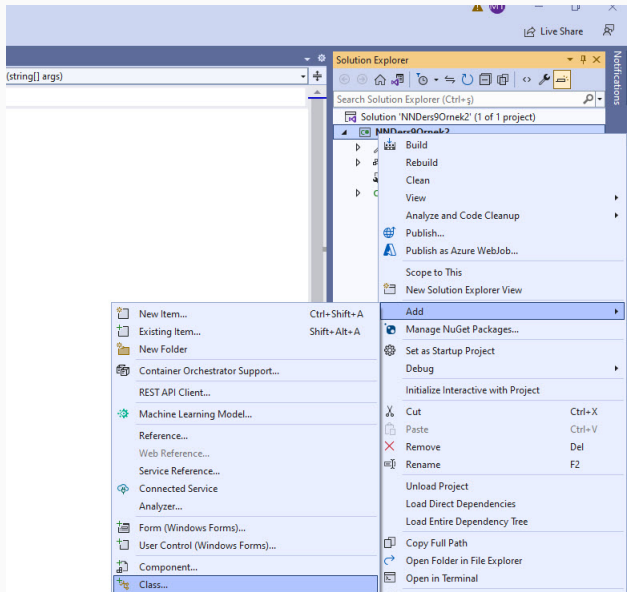 MT
Live Share
Notifications
(string[] args)
Solution Explorer
Search Solution Explorer (Ctrl+ş)
Solution 'NNDers9Ornek2' (1 of 1 project)
NNDers9Ornek2
Build
Rebuild
Clean
View
Analyze and Code Cleanup
Publish...
Publish as Azure WebJob...
Scope to This
New Solution Explorer View
Add
Manage NuGet Packages...
Set as Startup Project
Debug
Initialize Interactive with Project
Cut Ctrl+X
Paste Ctrl+V
Remove Del
Rename F2
Unload Project
Load Direct Dependencies
Load Entire Dependency Tree
Copy Full Path
Open Folder in File Explorer
Open in Terminal
New Item... Ctrl+Shift+A
Existing Item... Shift+Alt+A
New Folder
Container Orchestrator Support...
REST API Client...
Machine Learning Model...
Reference...
Web Reference...
Service Reference...
Connected Service
Analyzer...
Form (Windows Forms)...
User Control (Windows Forms)...
Component...
Class...